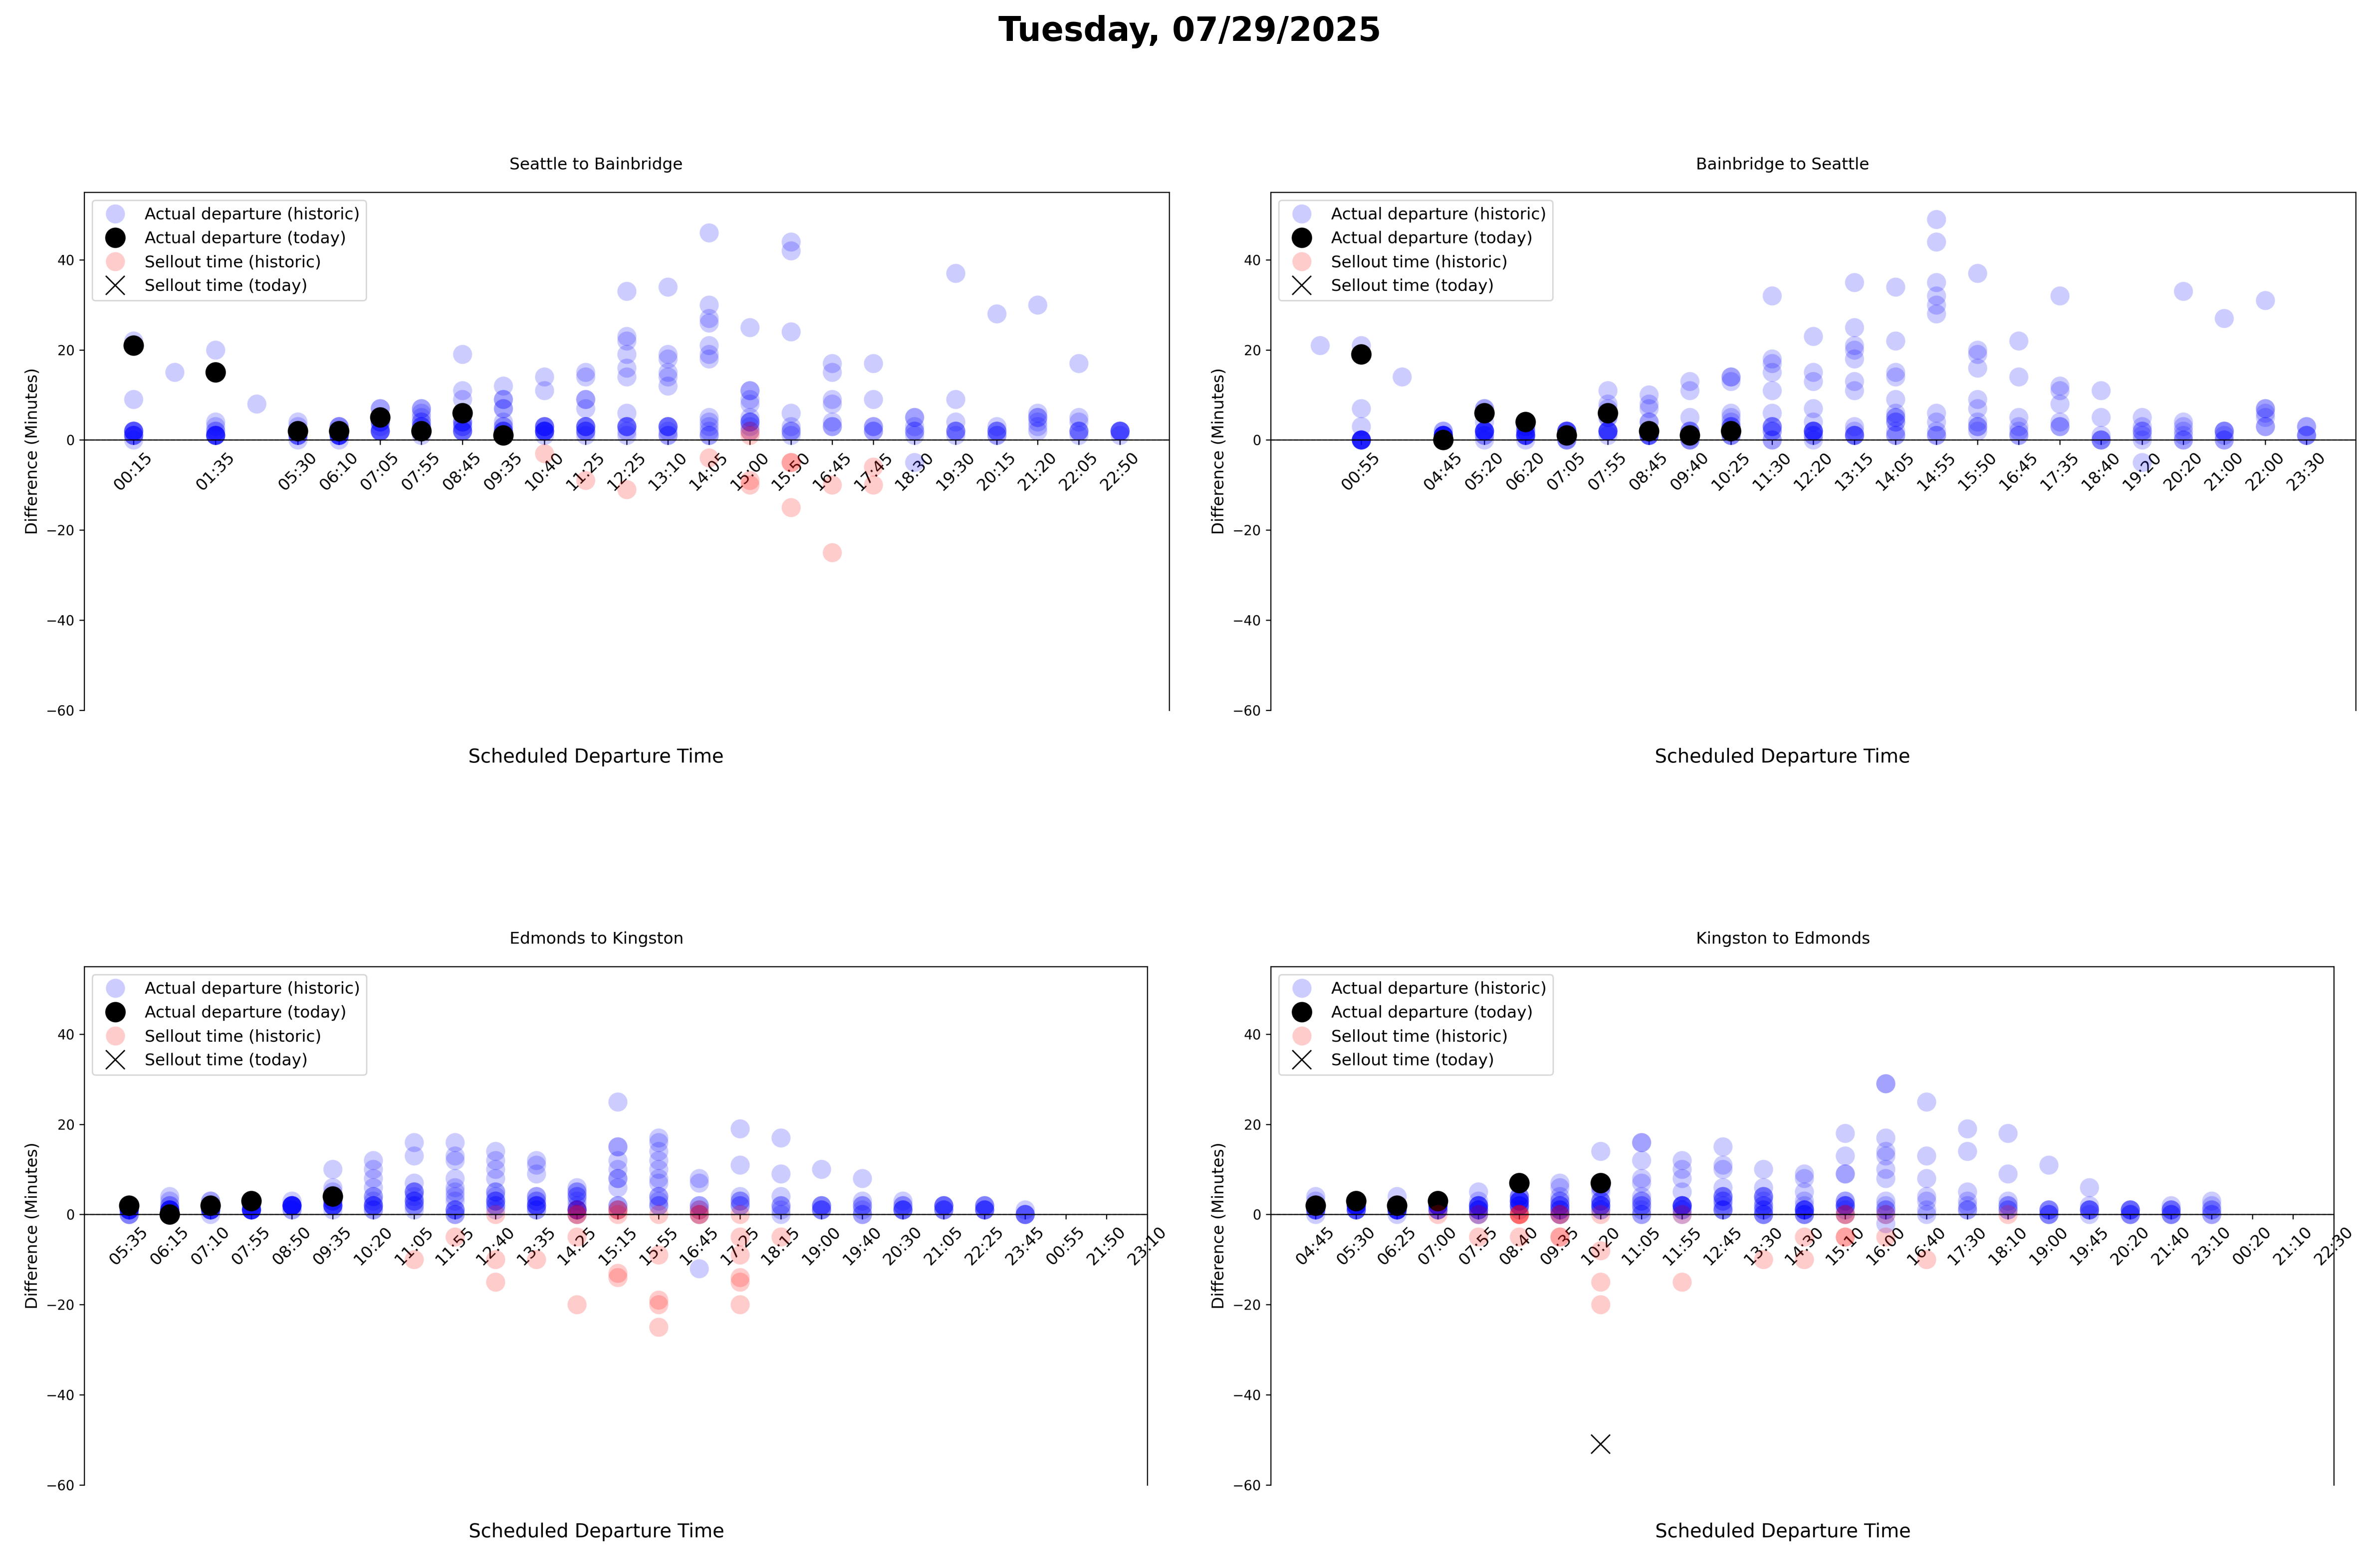 Tuesday, 07/29/2025
Seattle to Bainbridge
Actual departure (historic)
Actual departure (today)
Sellout time (historic)
Sellout time (today)
Difference (Minutes)
40
20
0
−20
−40
−60
00:15 01:35 05:30 06:10 07:05 07:55 08:45 09:35 10:40 11:25 12:25 13:10 14:05 15:00 15:50 16:45 17:45 18:30 19:30 20:15 21:20 22:05 22:50
Scheduled Departure Time
Bainbridge to Seattle
Actual departure (historic)
Actual departure (today)
Sellout time (historic)
Sellout time (today)
Difference (Minutes)
40
20
0
−20
−40
−60
00:55 04:45 05:20 06:20 07:05 07:55 08:45 09:40 10:25 11:30 12:20 13:15 14:05 14:55 15:50 16:45 17:35 18:40 19:20 20:20 21:00 22:00 23:30
Scheduled Departure Time
Edmonds to Kingston
Actual departure (historic)
Actual departure (today)
Sellout time (historic)
Sellout time (today)
Difference (Minutes)
40
20
0
−20
−40
−60
05:35 06:15 07:10 07:55 08:50 09:35 10:20 11:05 11:55 12:40 13:35 14:25 15:15 15:55 16:45 17:25 18:15 19:00 19:40 20:30 21:05 22:25 23:45 00:55 21:50 23:10
Scheduled Departure Time
Kingston to Edmonds
Actual departure (historic)
Actual departure (today)
Sellout time (historic)
Sellout time (today)
Difference (Minutes)
40
20
0
−20
−40
−60
04:45 05:30 06:25 07:00 07:55 08:40 09:35 10:20 11:05 11:55 12:45 13:30 14:30 15:10 16:00 16:40 17:30 18:10 19:00 19:45 20:20 21:40 23:10 00:20 21:10 22:30
Scheduled Departure Time